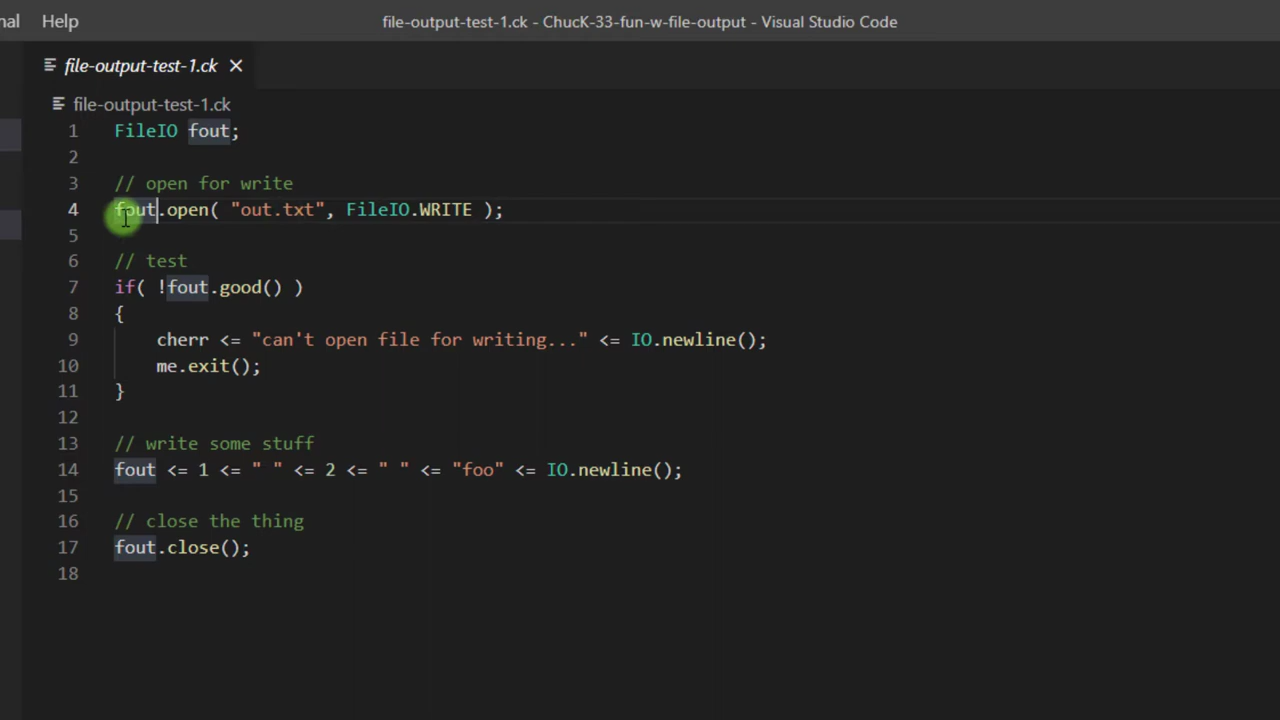 nal Help file-output-test-1.ck - ChucK-33-fun-w-file-output - Visual Studio Code
file-output-test-1.ck ×
file-output-test-1.ck
1 FileIO fout;
2
3 // open for write
4 fout.open( "out.txt", FileIO.WRITE );
5
6 // test
7 if( !fout.good() )
8 {
9 cherr <= "can't open file for writing..." <= IO.newline();
10 me.exit();
11 }
12
13 // write some stuff
14 fout <= 1 <= " " <= 2 <= " " <= "foo" <= IO.newline();
15
16 // close the thing
17 fout.close();
18